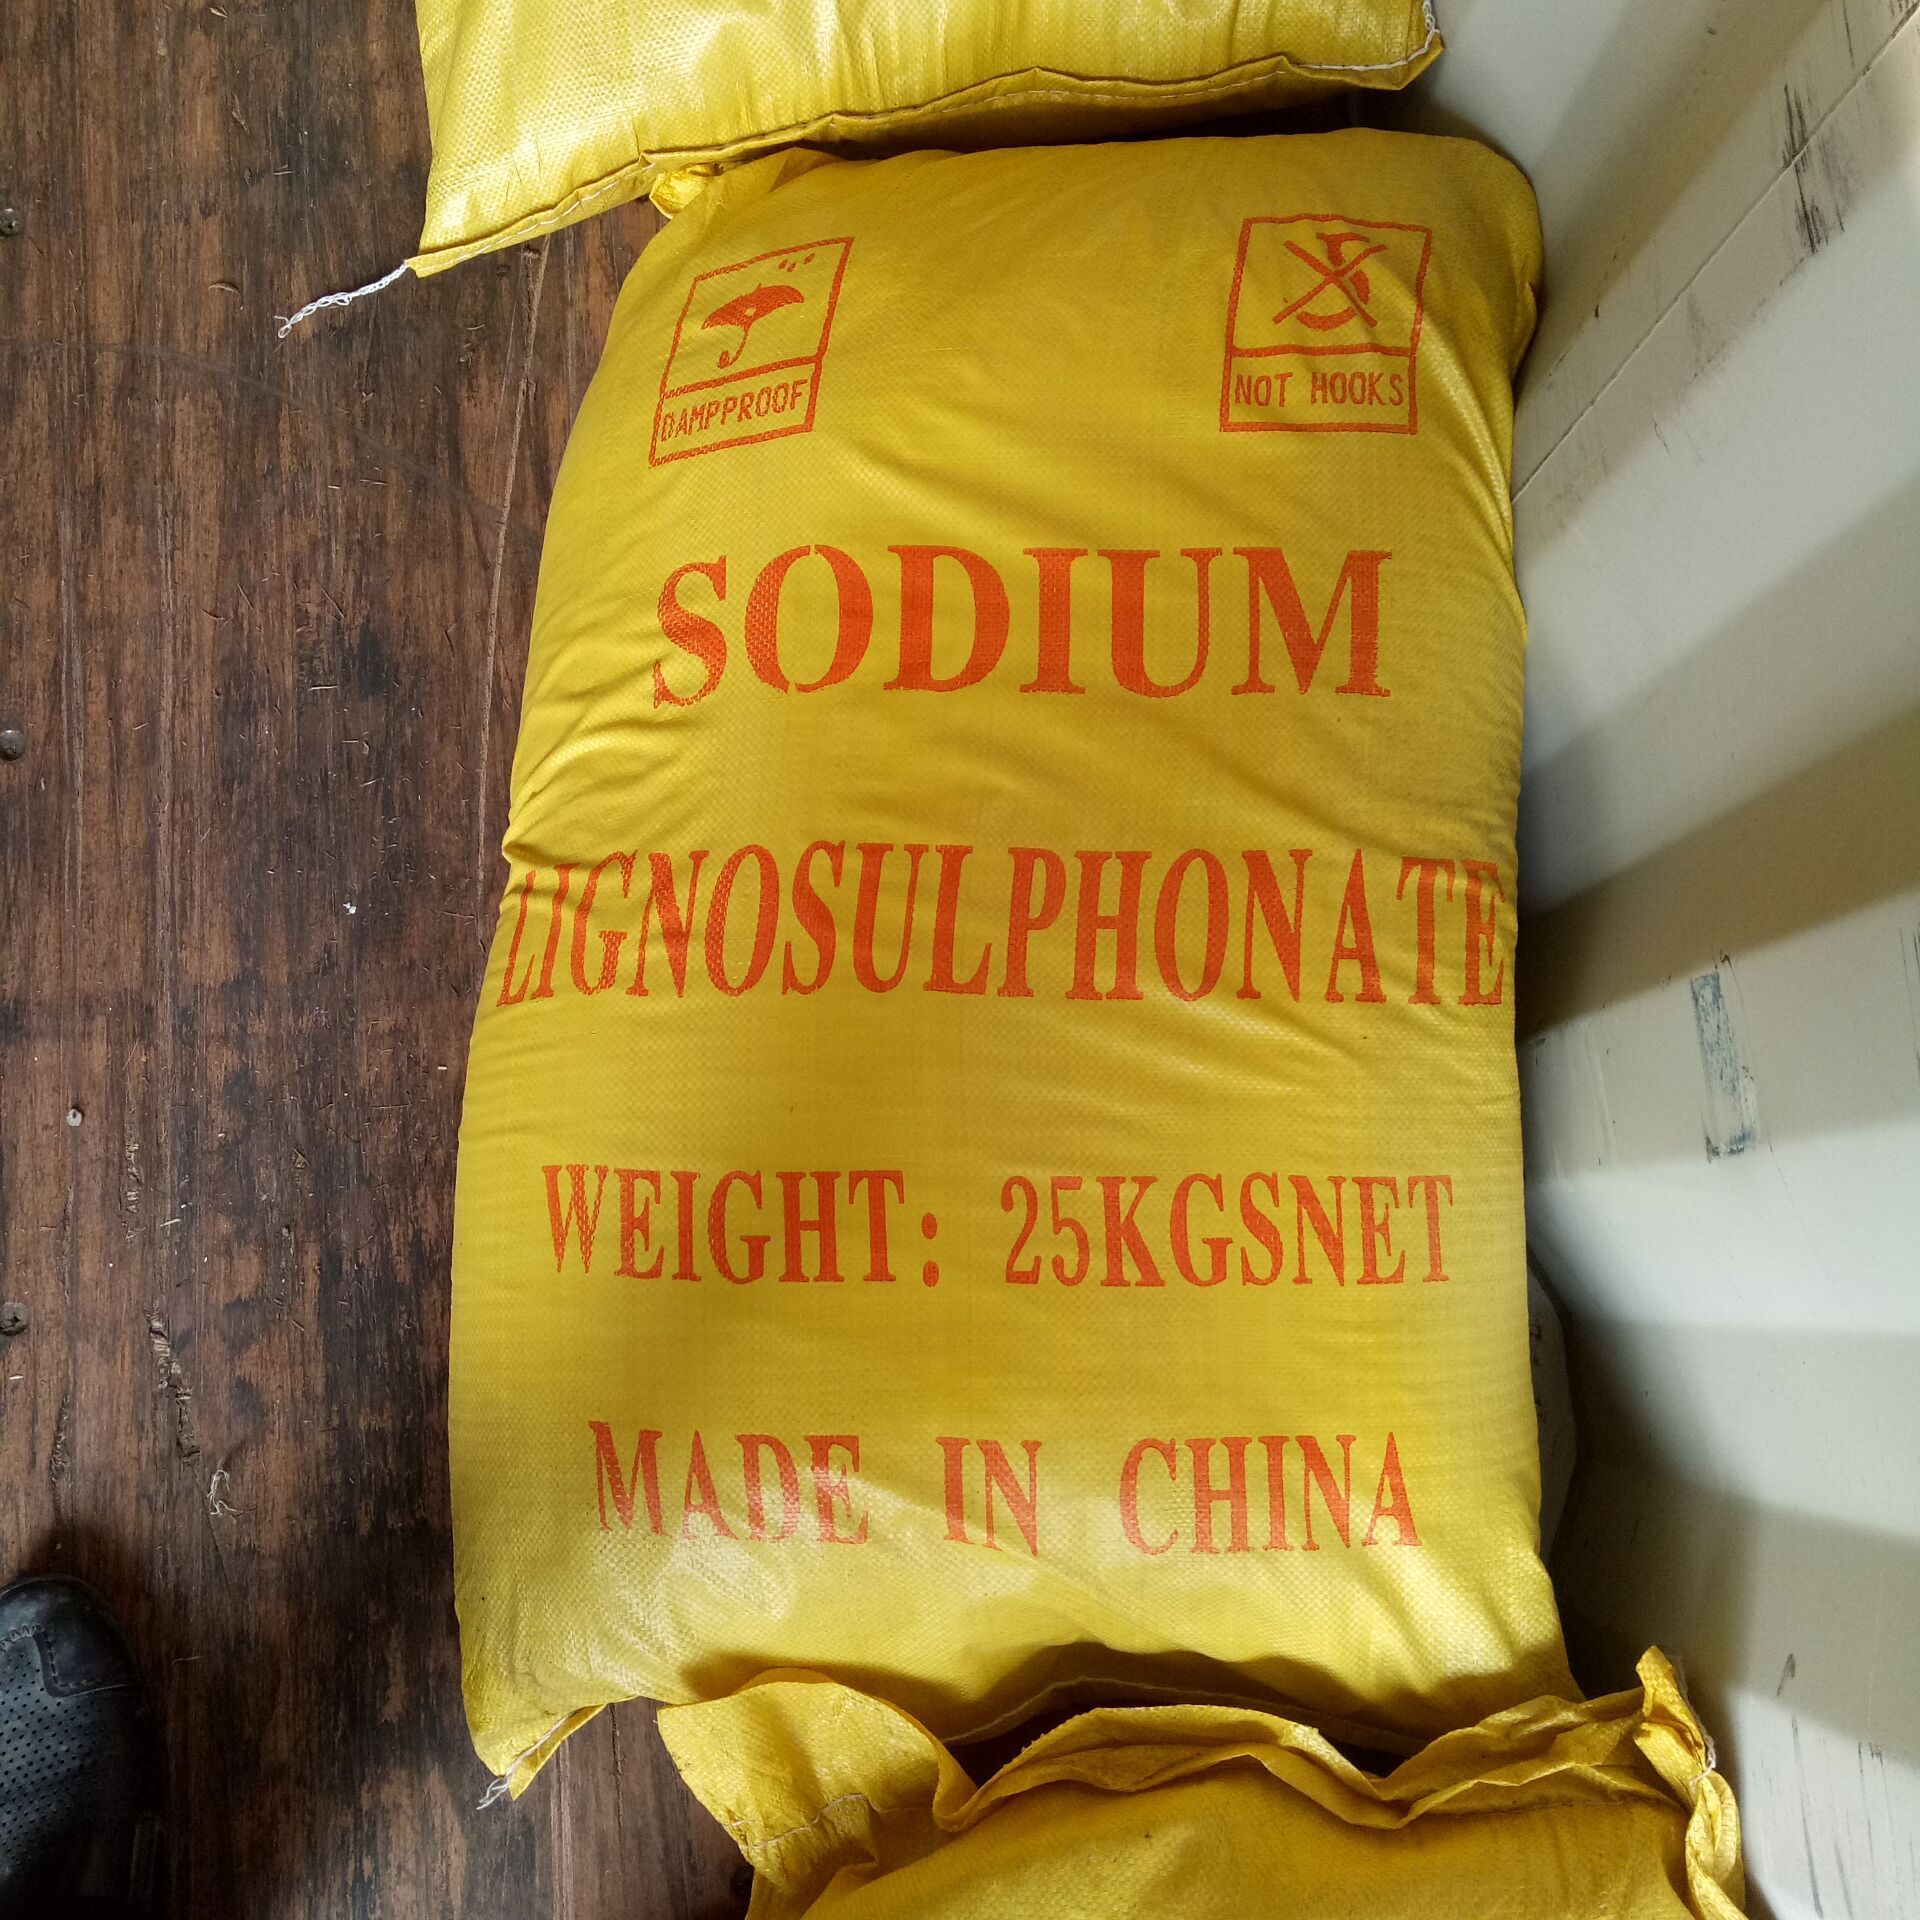 DAMPPROOF
NOT HOOKS
SODIUM
LIGNOSULPHONATE
WEIGHT: 25KGSNET
MADE IN CHINA